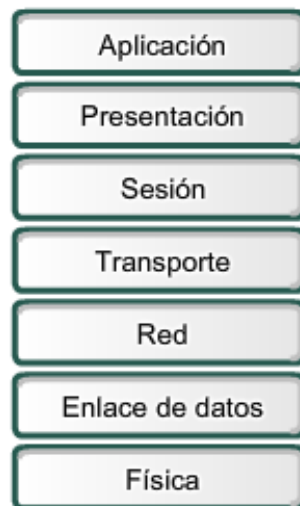 Aplicación
Presentación
Sesión
Transporte
Red
Enlace de datos
Física